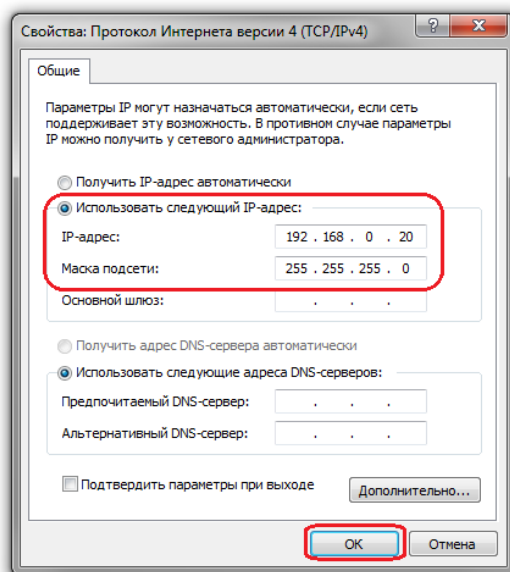 Свойства: Протокол Интернета версии 4 (TCP/IPv4)
Общие
Параметры IP могут назначаться автоматически, если сеть
поддерживает эту возможность. В противном случае параметры
IP можно получить у сетевого администратора.
Получить IP-адрес автоматически
Использовать следующий IP-адрес:
IP-адрес: 192 . 168 . 0 . 20
Маска подсети: 255 . 255 . 255 . 0
Основной шлюз: . . .
Получить адрес DNS-сервера автоматически
Использовать следующие адреса DNS-серверов:
Предпочитаемый DNS-сервер: . . .
Альтернативный DNS-сервер: . . .
Подтвердить параметры при выходе
Дополнительно...
OK Отмена